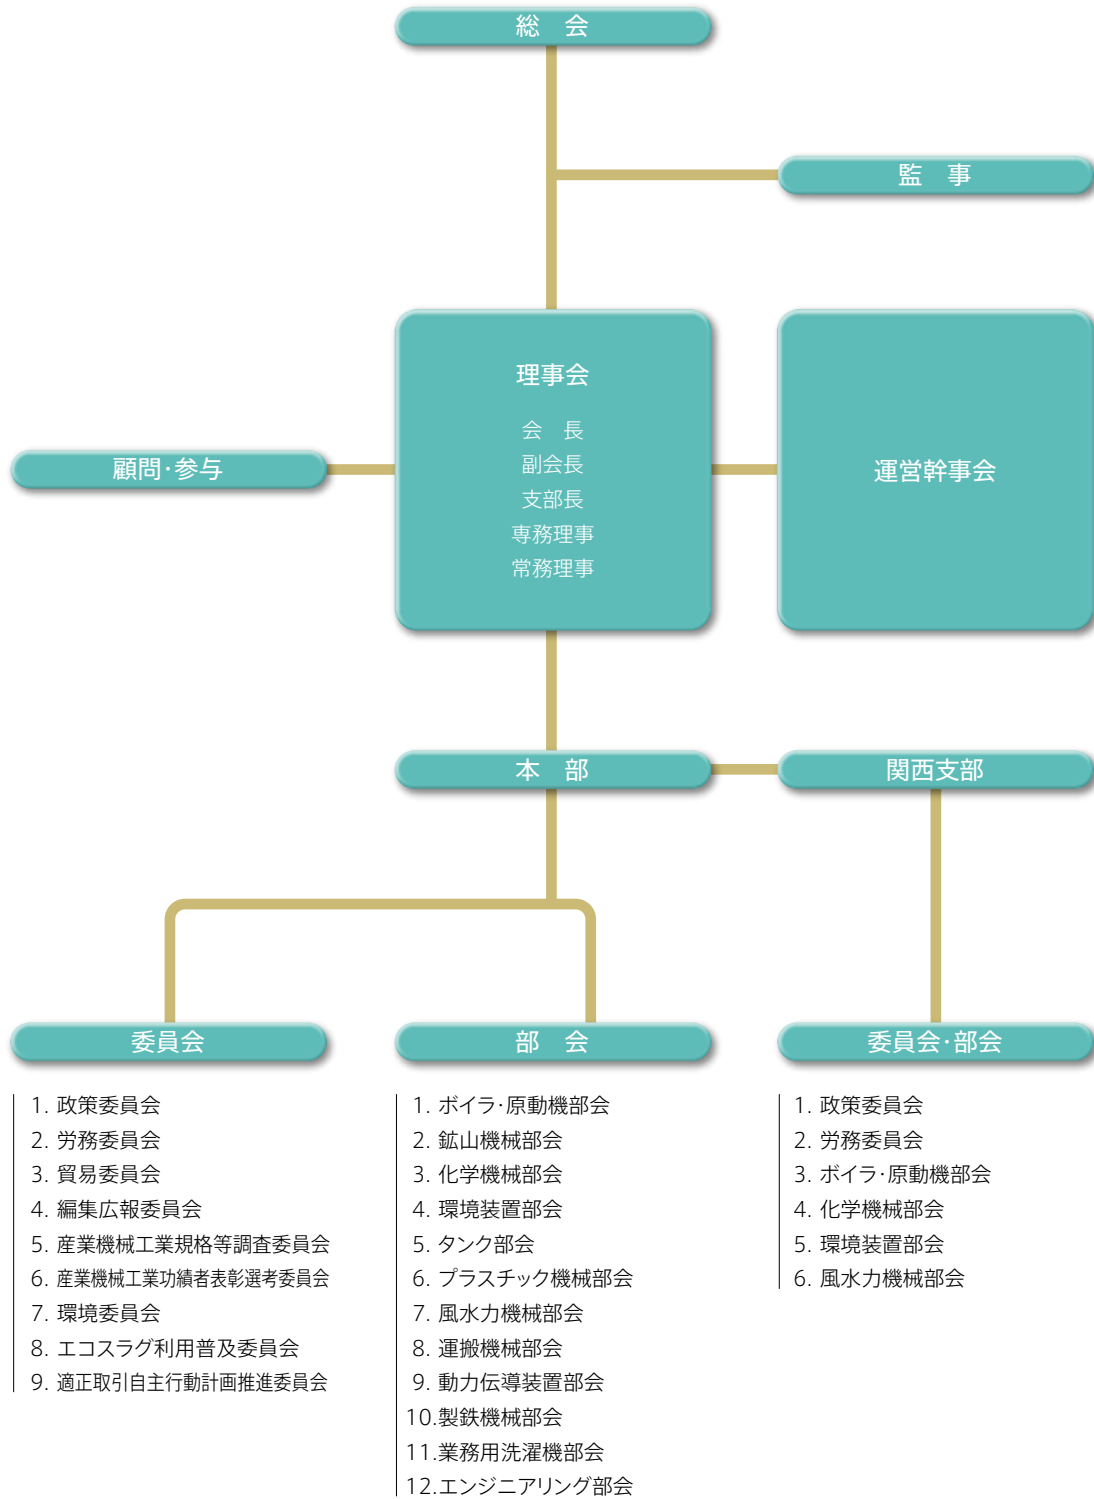 総　会
監　事
理事会
会　長
副会長
支部長
専務理事
常務理事
顧問・参与
運営幹事会
本　部
関西支部
委員会
1. 政策委員会
2. 労務委員会
3. 貿易委員会
4. 編集広報委員会
5. 産業機械工業規格等調査委員会
6. 産業機械工業功績者表彰選考委員会
7. 環境委員会
8. エコスラグ利用普及委員会
9. 適正取引自主行動計画推進委員会
部　会
1. ボイラ・原動機部会
2. 鉱山機械部会
3. 化学機械部会
4. 環境装置部会
5. タンク部会
6. プラスチック機械部会
7. 風水力機械部会
8. 運搬機械部会
9. 動力伝導装置部会
10.製鉄機械部会
11.業務用洗濯機部会
12.エンジニアリング部会
委員会・部会
1. 政策委員会
2. 労務委員会
3. ボイラ・原動機部会
4. 化学機械部会
5. 環境装置部会
6. 風水力機械部会